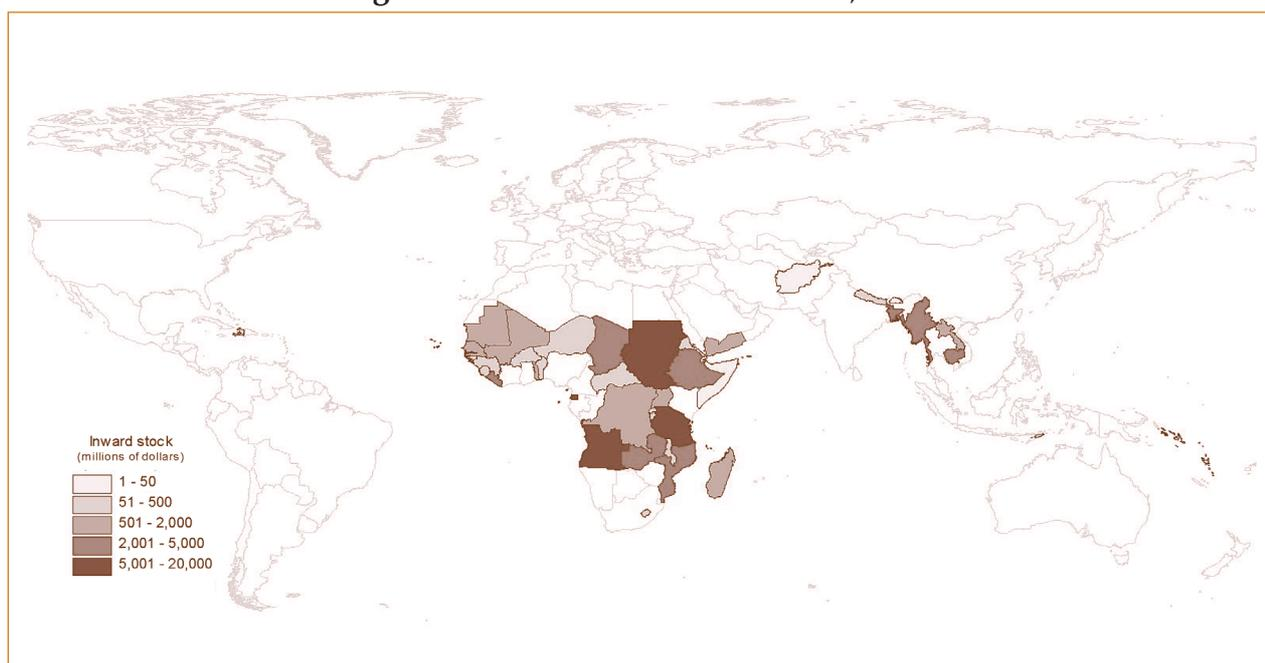 Inward stock
(millions of dollars)
1 - 50
51 - 500
501 - 2,000
2,001 - 5,000
5,001 - 20,000